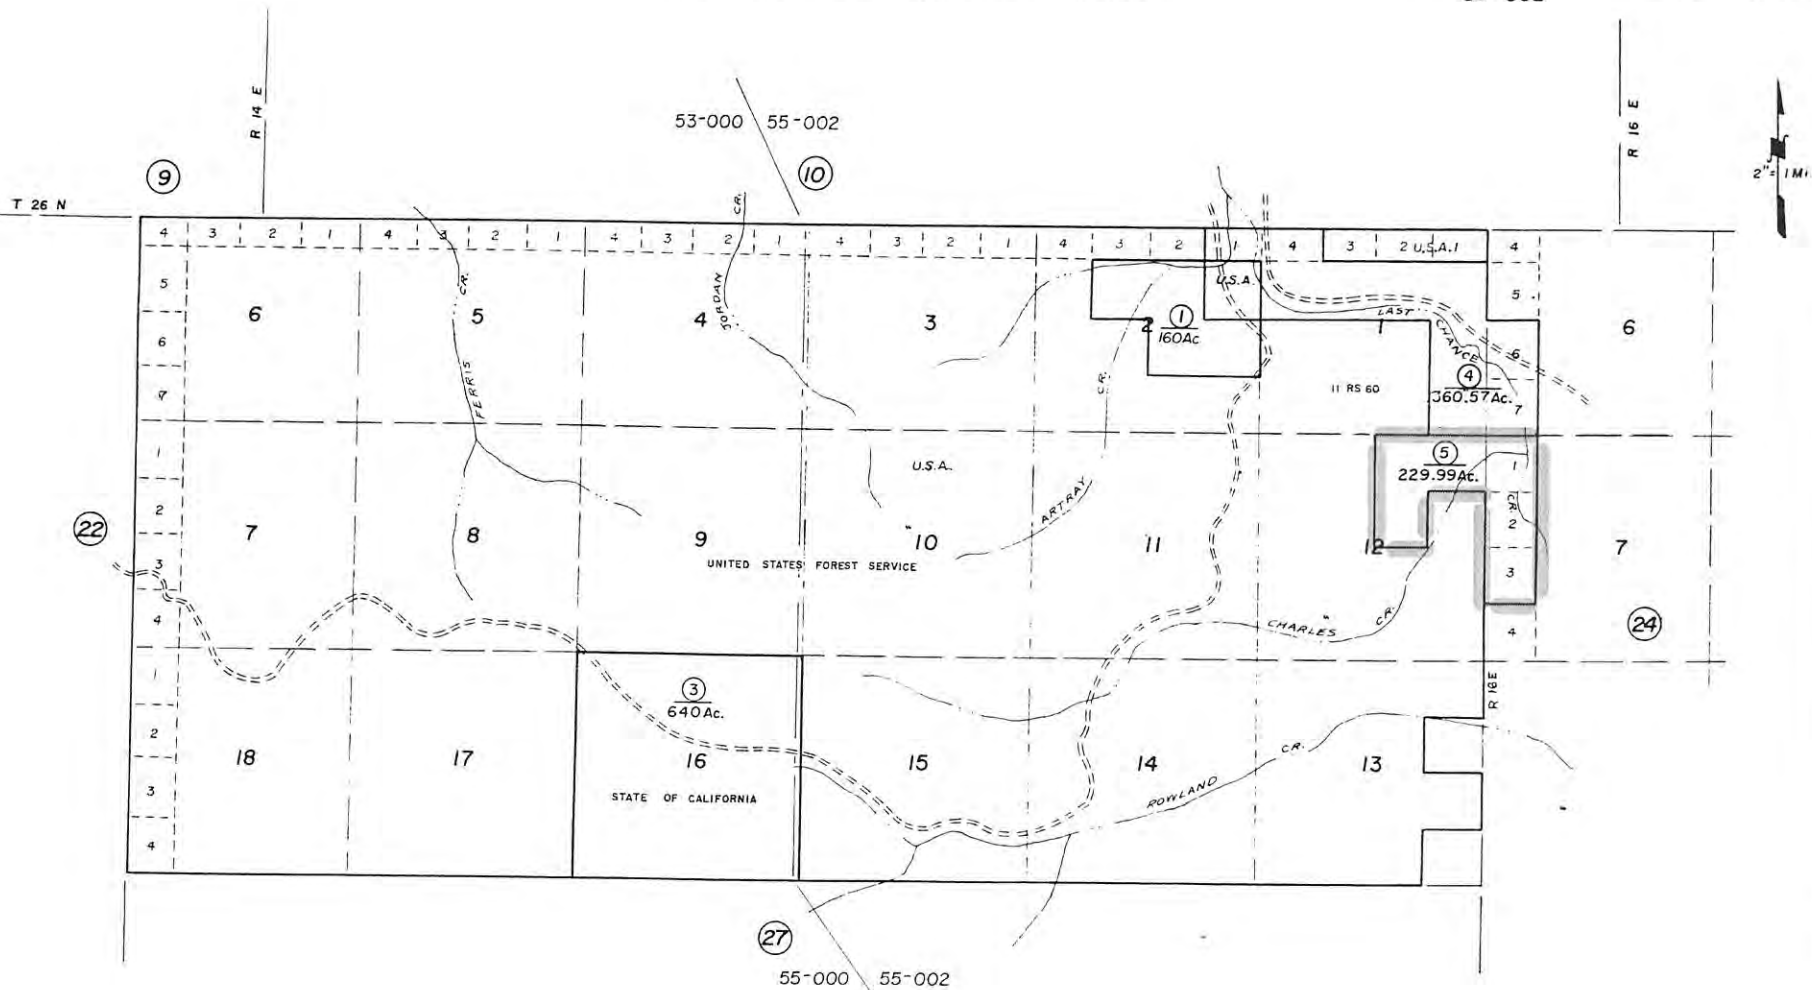 R 14 E
R 16 E
53-000 55-002
2" = 1 Mi.
9
10
T 26 N
4 3 2 1 4 3 2 1 4 3 2 1 4 3 2 1 4 3 2 1 4 3 2 U.S.A. 1 4
5
6
7
6 5 4 3 2 1 6
FERRIS CR.
JORDAN CR.
U.S.A.
1
160 Ac
LAST CHANCE CR.
5
6
7
11 RS 60
4
360.57 Ac.
5
229.99 Ac.
1
2
3
4
1
2
3
4
22
7 8 9 10 11 12 7
U.S.A.
ARTRAY CR.
UNITED STATES FOREST SERVICE
CHARLES CR.
24
R 16E
1
2
3
4
3
640 Ac.
18 17 16 15 14 13
STATE OF CALIFORNIA
ROWLAND CR.
27
55-000 55-002